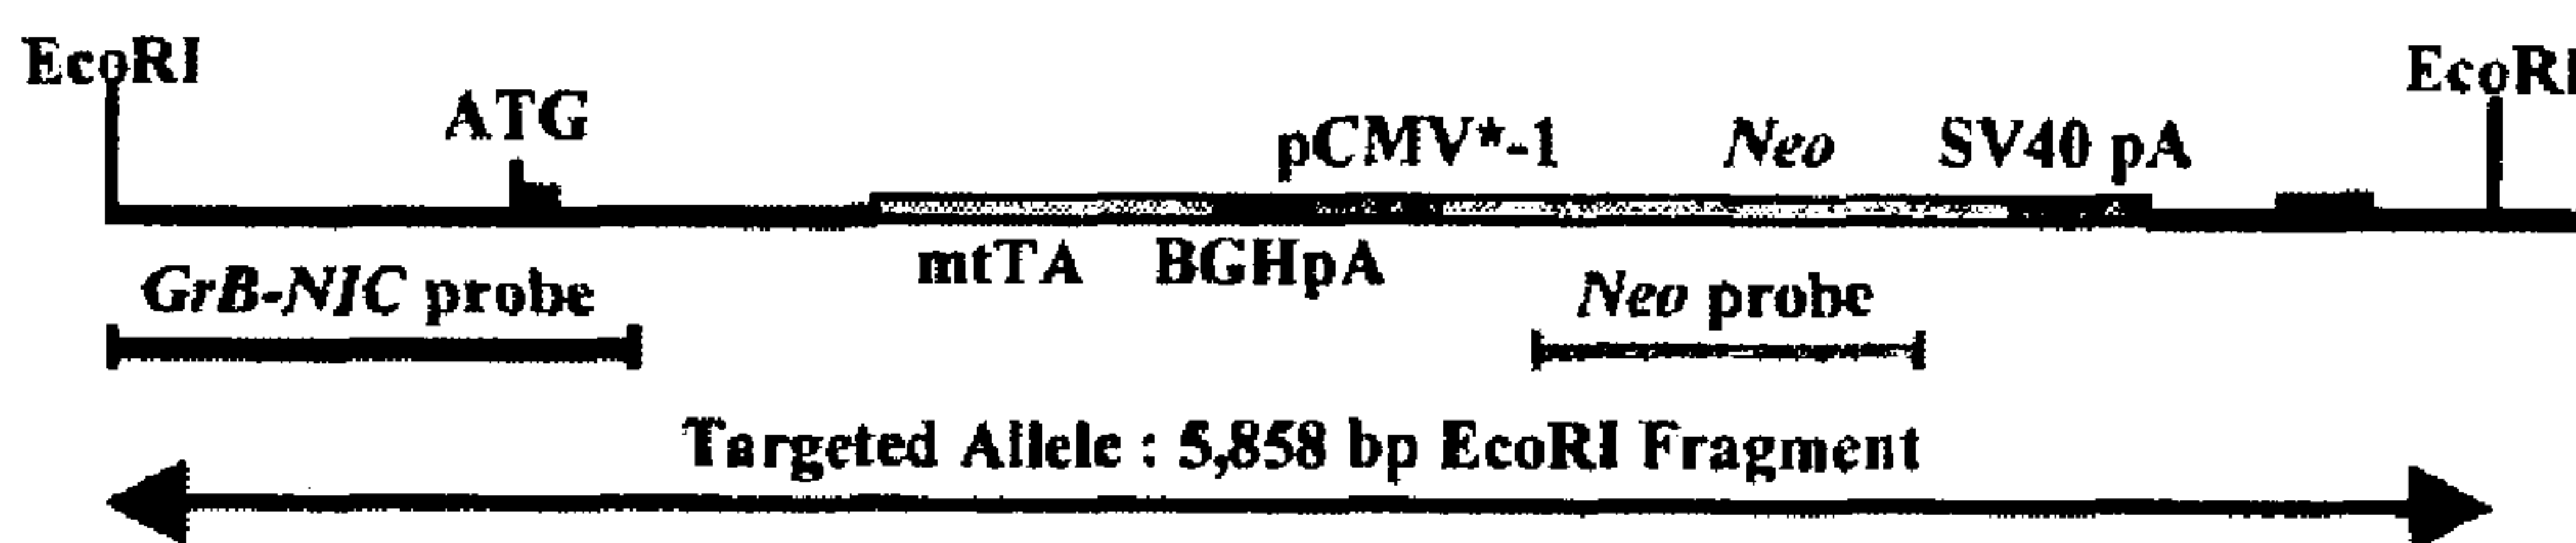 EcoRI
EcoRI
ATG
pCMV*-1
Neo
SV40 pA
mtTA
BGHpA
GrB-NJC probe
Neo probe
Targeted Allele : 5,858 bp EcoRI Fragment